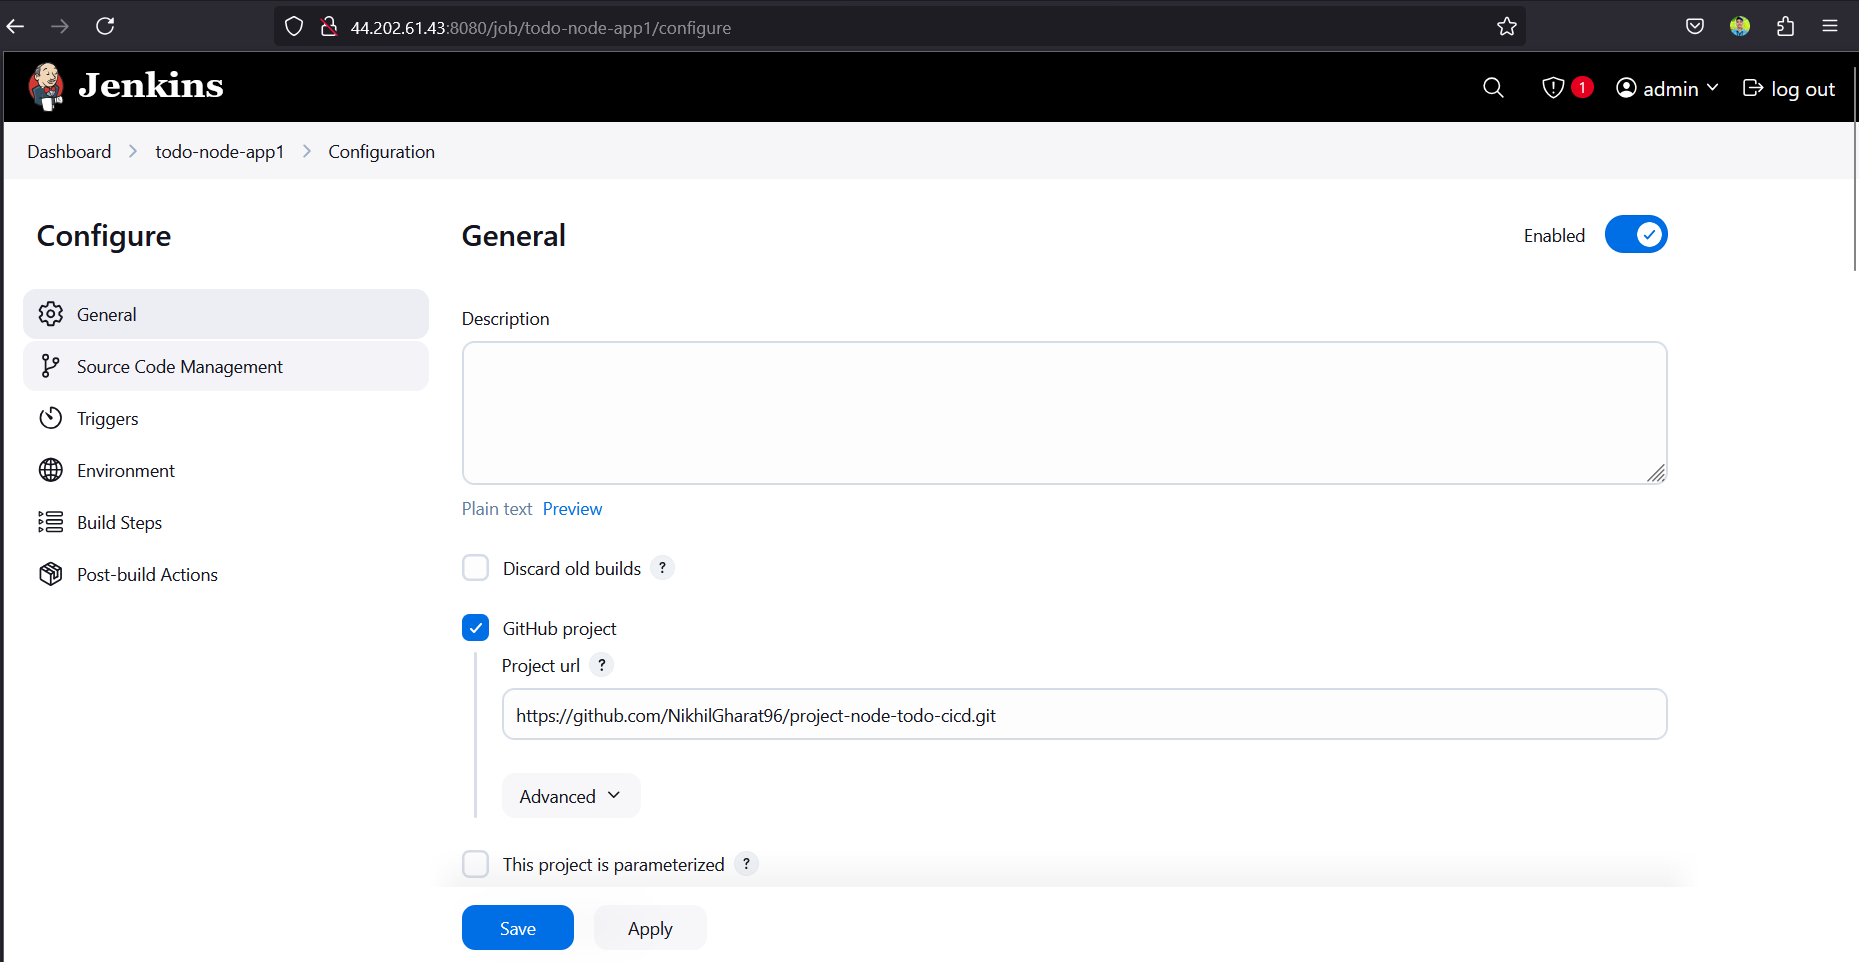 44.202.61.43:8080/job/todo-node-app1/configure
Jenkins
1
admin
log out
Dashboard
todo-node-app1
Configuration
Configure
General
Source Code Management
Triggers
Environment
Build Steps
Post-build Actions
General
Enabled
Description
Plain text Preview
Discard old builds ?
GitHub project
Project url ?
https://github.com/NikhilGharat96/project-node-todo-cicd.git
Advanced
This project is parameterized ?
Save
Apply